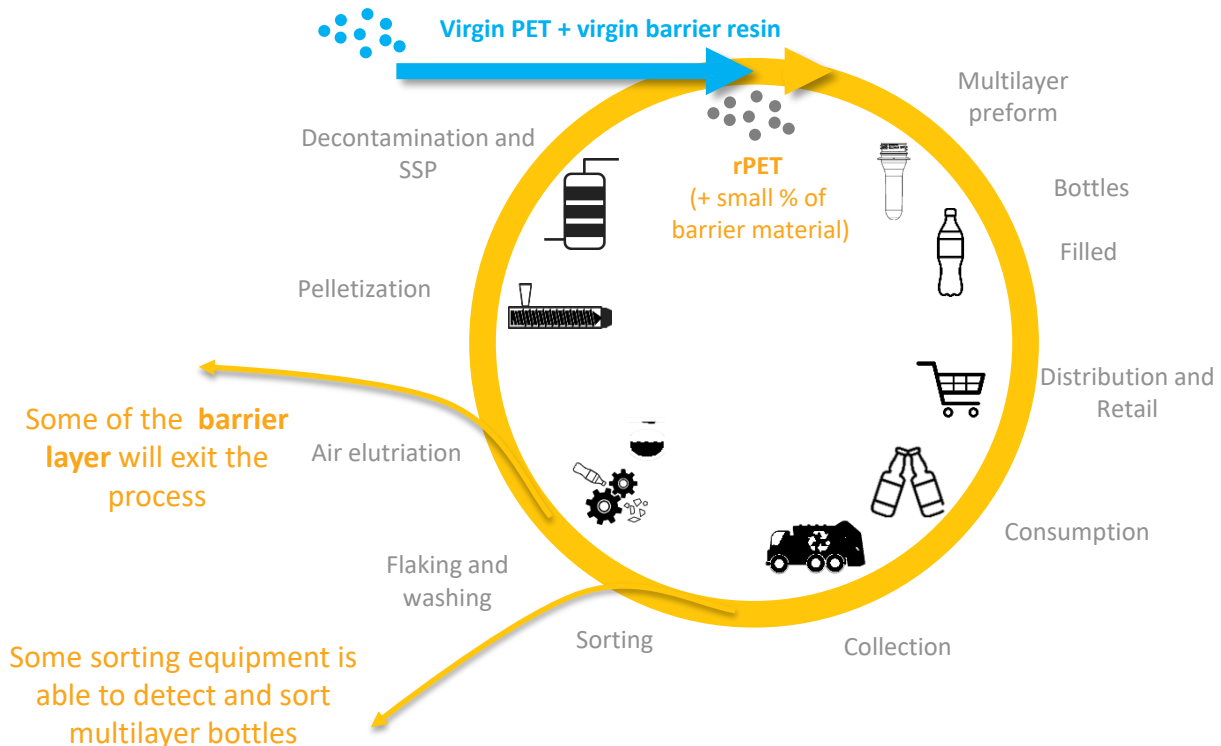 Virgin PET + virgin barrier resin
Multilayer
preform
Decontamination and
SSP
rPET
(+ small % of
barrier material)
Bottles
Filled
Pelletization
Distribution and
Retail
Some of the barrier
layer will exit the
process
Air elutriation
Consumption
Flaking and
washing
Sorting
Collection
Some sorting equipment is
able to detect and sort
multilayer bottles